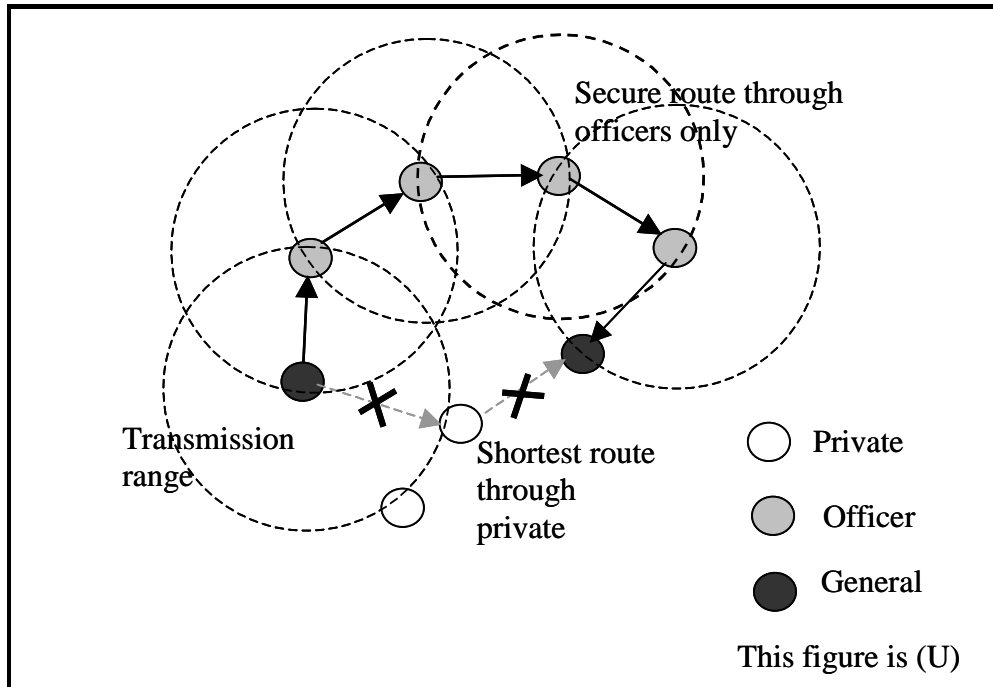 Secure route through
officers only
Transmission
range
Shortest route
through
private
Private
Officer
General
This figure is (U)